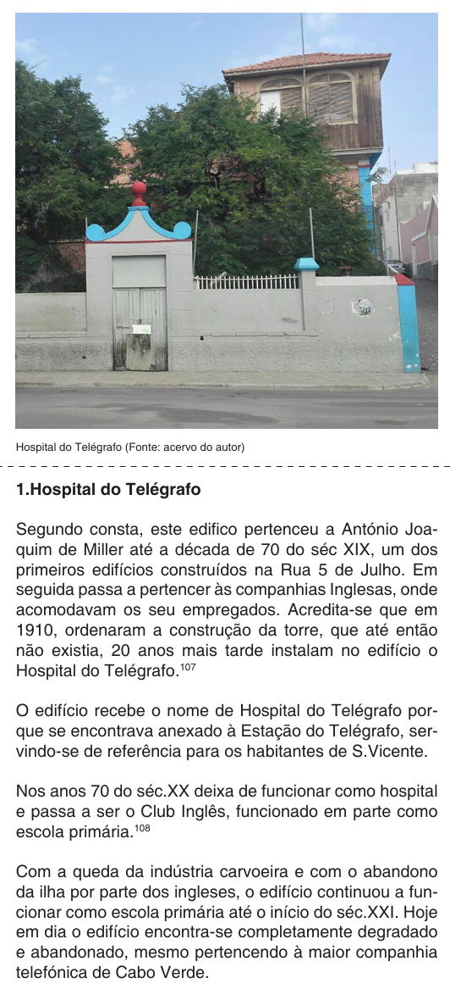 Hospital do Telégrafo (Fonte: acervo do autor)
1.Hospital do Telégrafo
Segundo consta, este edifico pertenceu a António Joa-
quim de Miller até a década de 70 do séc XIX, um dos
primeiros edifícios construídos na Rua 5 de Julho. Em
seguida passa a pertencer às companhias Inglesas, onde
acomodavam os seu empregados. Acredita-se que em
1910, ordenaram a construção da torre, que até então
não existia, 20 anos mais tarde instalam no edifício o
Hospital do Telégrafo.107
O edifício recebe o nome de Hospital do Telégrafo por-
que se encontrava anexado à Estação do Telégrafo, ser-
vindo-se de referência para os habitantes de S.Vicente.
Nos anos 70 do séc.XX deixa de funcionar como hospital
e passa a ser o Club Inglês, funcionado em parte como
escola primária.108
Com a queda da indústria carvoeira e com o abandono
da ilha por parte dos ingleses, o edifício continuou a fun-
cionar como escola primária até o início do séc.XXI. Hoje
em dia o edifício encontra-se completamente degradado
e abandonado, mesmo pertencendo à maior companhia
telefónica de Cabo Verde.